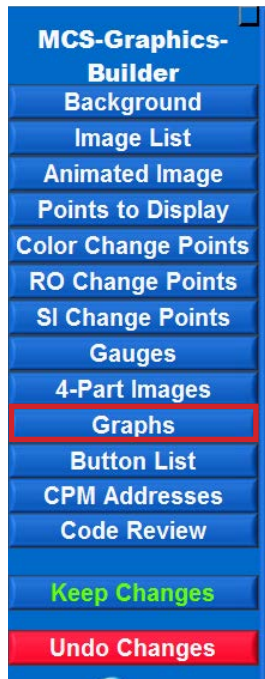 MCS-Graphics-
Builder
Background
Image List
Animated Image
Points to Display
Color Change Points
RO Change Points
SI Change Points
Gauges
4-Part Images
Graphs
Button List
CPM Addresses
Code Review
Keep Changes
Undo Changes